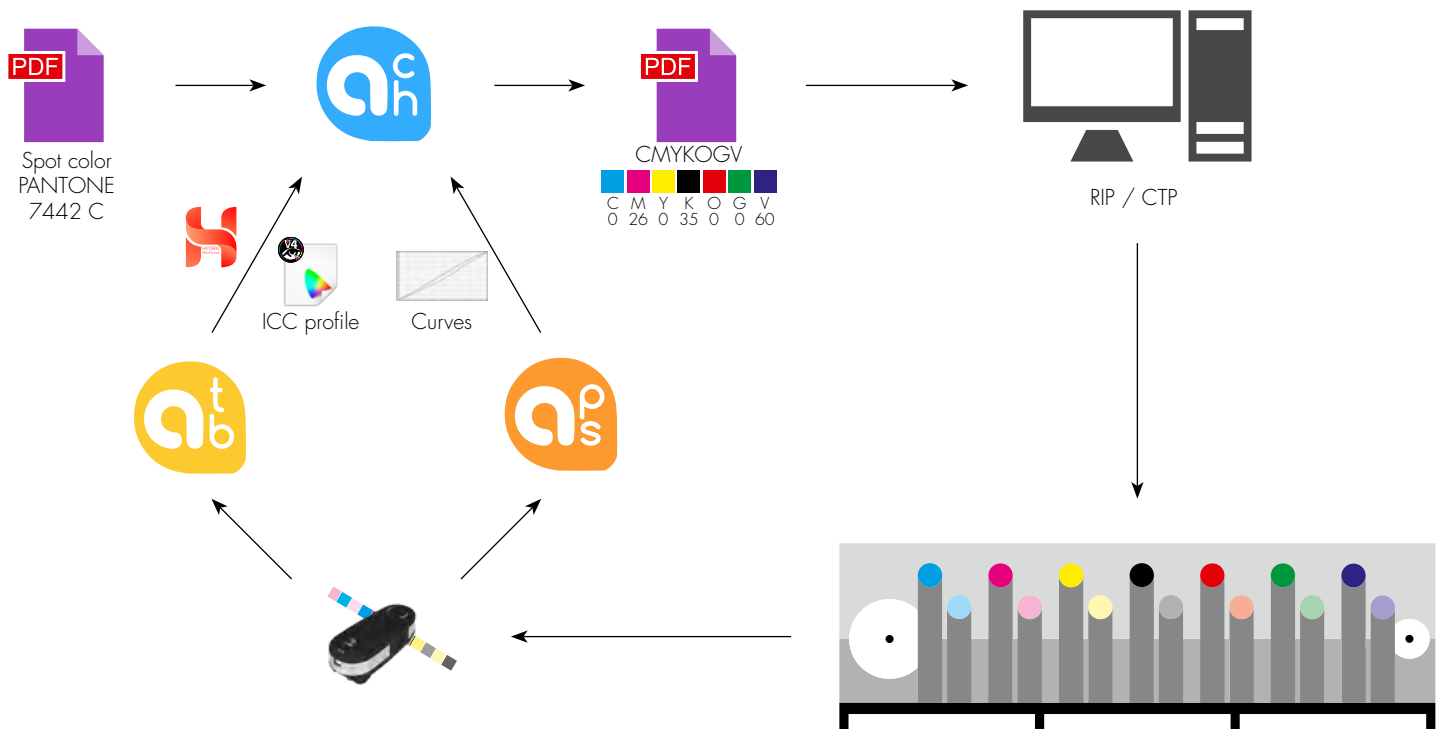 PDF
Spot color
PANTONE
7442 C
a c h
PDF
CMYKOGV
C M Y K O G V
0 26 0 35 0 0 60
RIP / CTP
H
V4
ICC profile
Curves
a t b
a p s